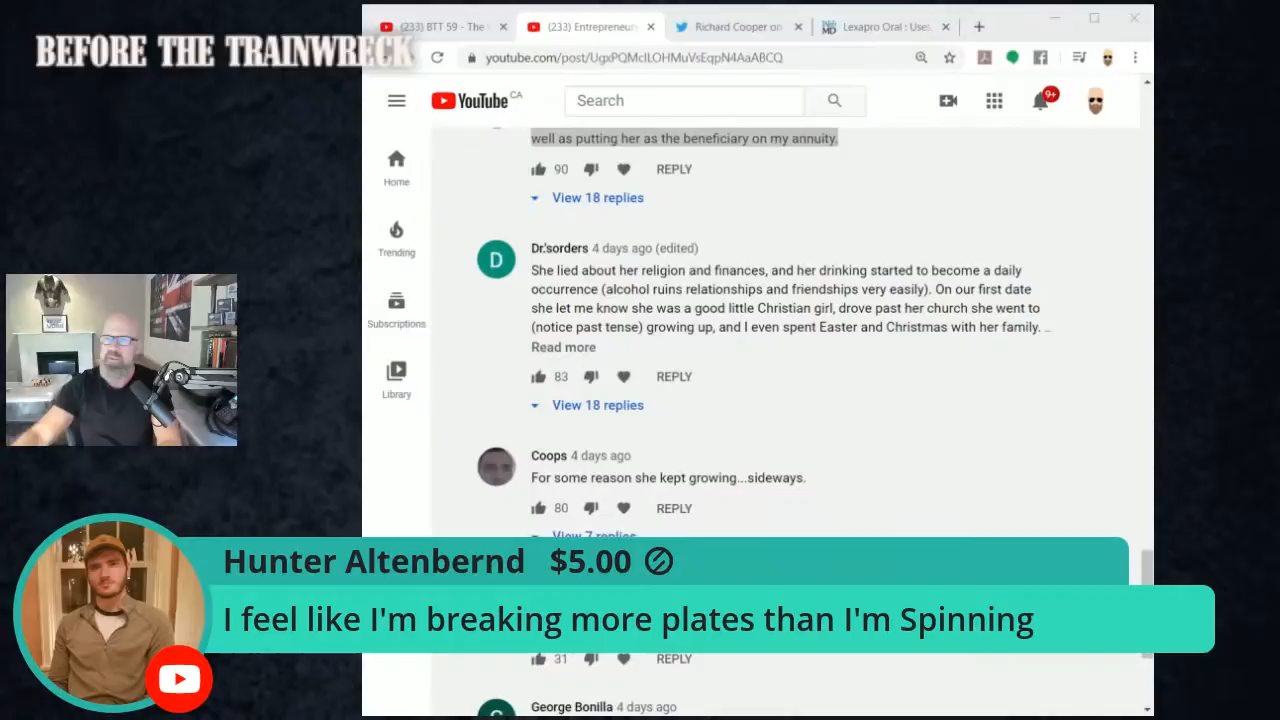 BEFORE THE TRAINWRECK
(233) BTT 59 - The
(233) Entrepreneur
Richard Cooper on
Lexapro Oral : Uses
youtube.com/post/UgxPQMcILOHMuVsEqpN4AaABCQ
YouTube CA
Search
9+
Home
Trending
Subscriptions
Library
well as putting her as the beneficiary on my annuity.
90 REPLY
View 18 replies
D
Dr.'sorders 4 days ago (edited)
She lied about her religion and finances, and her drinking started to become a daily
occurrence (alcohol ruins relationships and friendships very easily). On our first date
she let me know she was a good little Christian girl, drove past her church she went to
(notice past tense) growing up, and I even spent Easter and Christmas with her family. ...
Read more
83 REPLY
View 18 replies
Coops 4 days ago
For some reason she kept growing...sideways.
80 REPLY
View 7 replies
Hunter Altenbernd $5.00
I feel like I'm breaking more plates than I'm Spinning
31 REPLY
George Bonilla 4 days ago